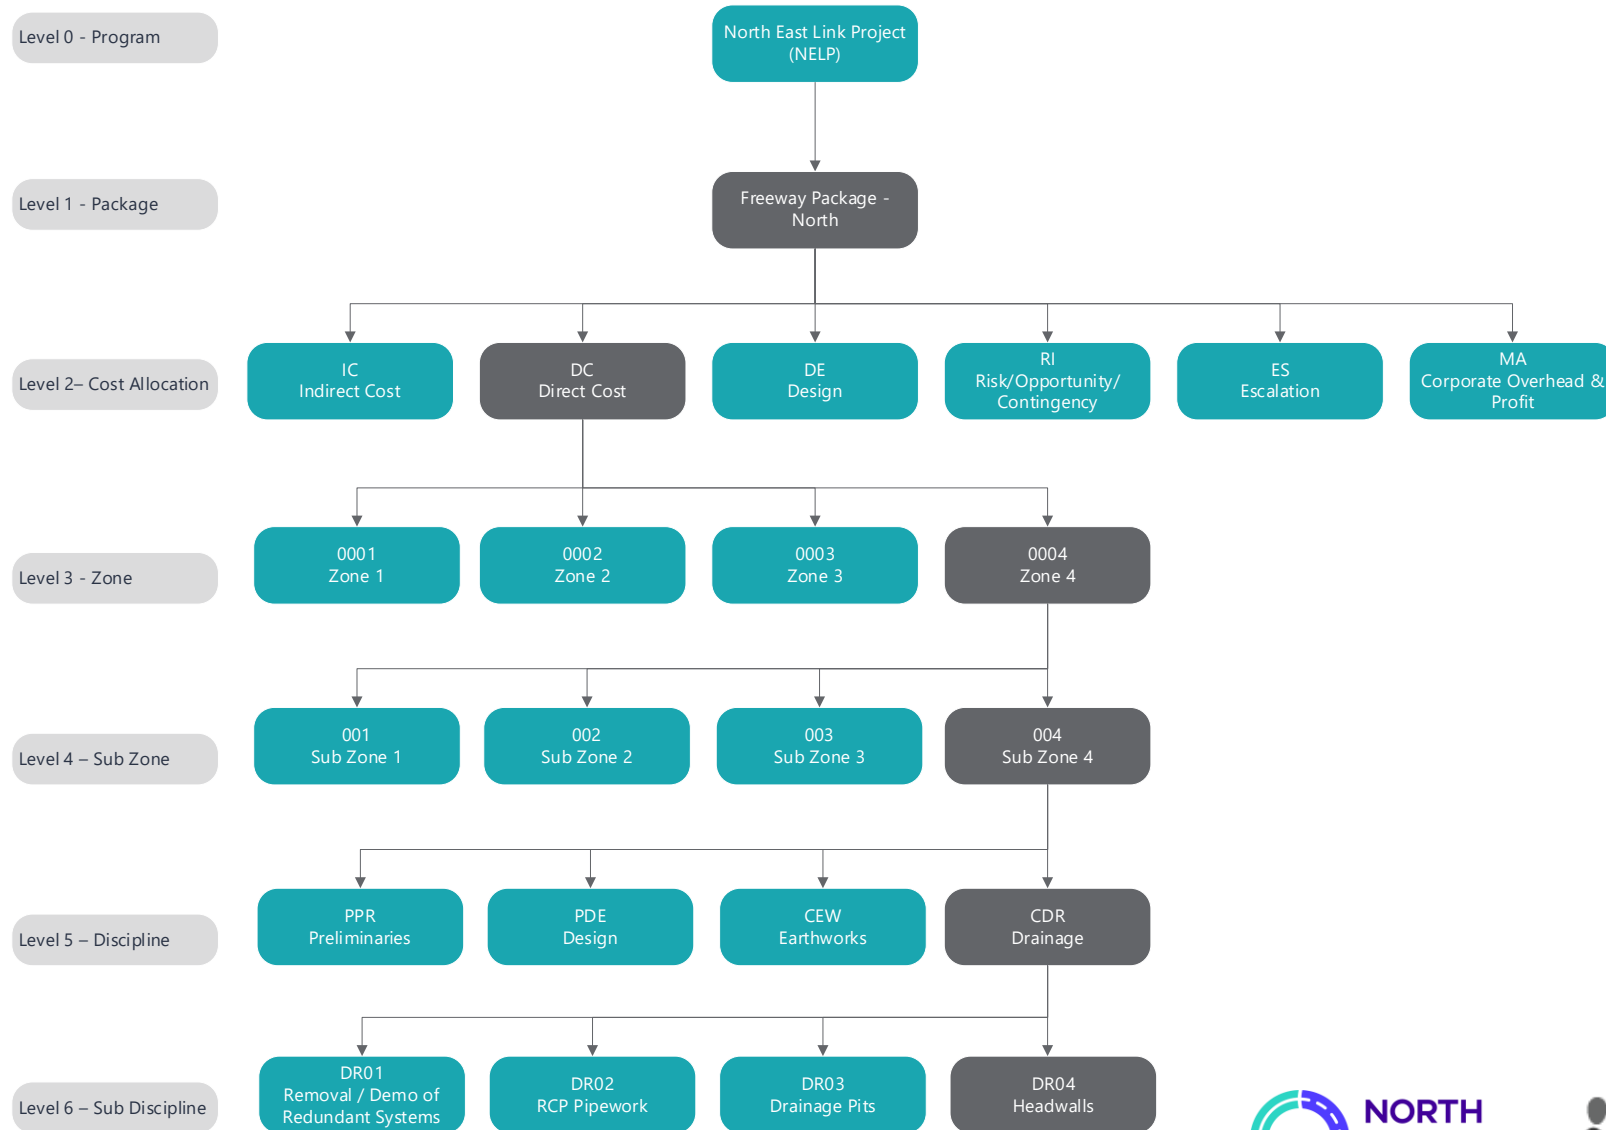 Level 0 - Program
North East Link Project
(NELP)
Level 1 - Package
Freeway Package -
North
Level 2– Cost Allocation
IC
Indirect Cost
DC
Direct Cost
DE
Design
RI
Risk/Opportunity/
Contingency
ES
Escalation
MA
Corporate Overhead &
Profit
Level 3 - Zone
0001
Zone 1
0002
Zone 2
0003
Zone 3
0004
Zone 4
Level 4 – Sub Zone
001
Sub Zone 1
002
Sub Zone 2
003
Sub Zone 3
004
Sub Zone 4
Level 5 – Discipline
PPR
Preliminaries
PDE
Design
CEW
Earthworks
CDR
Drainage
Level 6 – Sub Discipline
DR01
Removal / Demo of
Redundant Systems
DR02
RCP Pipework
DR03
Drainage Pits
DR04
Headwalls
NORTH